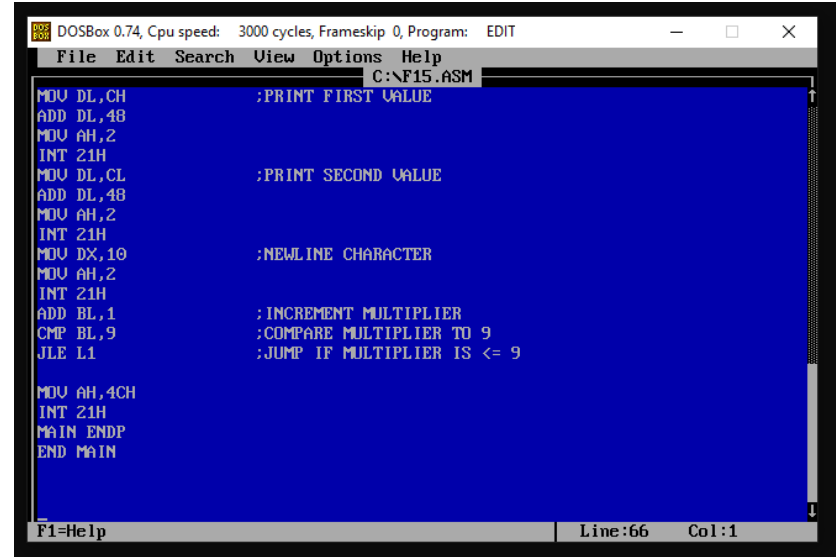 DOSBox 0.74, Cpu speed: 3000 cycles, Frameskip 0, Program: EDIT
File Edit Search View Options Help
C:\F15.ASM
MOV DL,CH ;PRINT FIRST VALUE
ADD DL,48
MOV AH,2
INT 21H
MOV DL,CL ;PRINT SECOND VALUE
ADD DL,48
MOV AH,2
INT 21H
MOV DX,10 ;NEWLINE CHARACTER
MOV AH,2
INT 21H
ADD BL,1 ;INCREMENT MULTIPLIER
CMP BL,9 ;COMPARE MULTIPLIER TO 9
JLE L1 ;JUMP IF MULTIPLIER IS <= 9
MOV AH,4CH
INT 21H
MAIN ENDP
END MAIN
F1=Help Line:66 Col:1